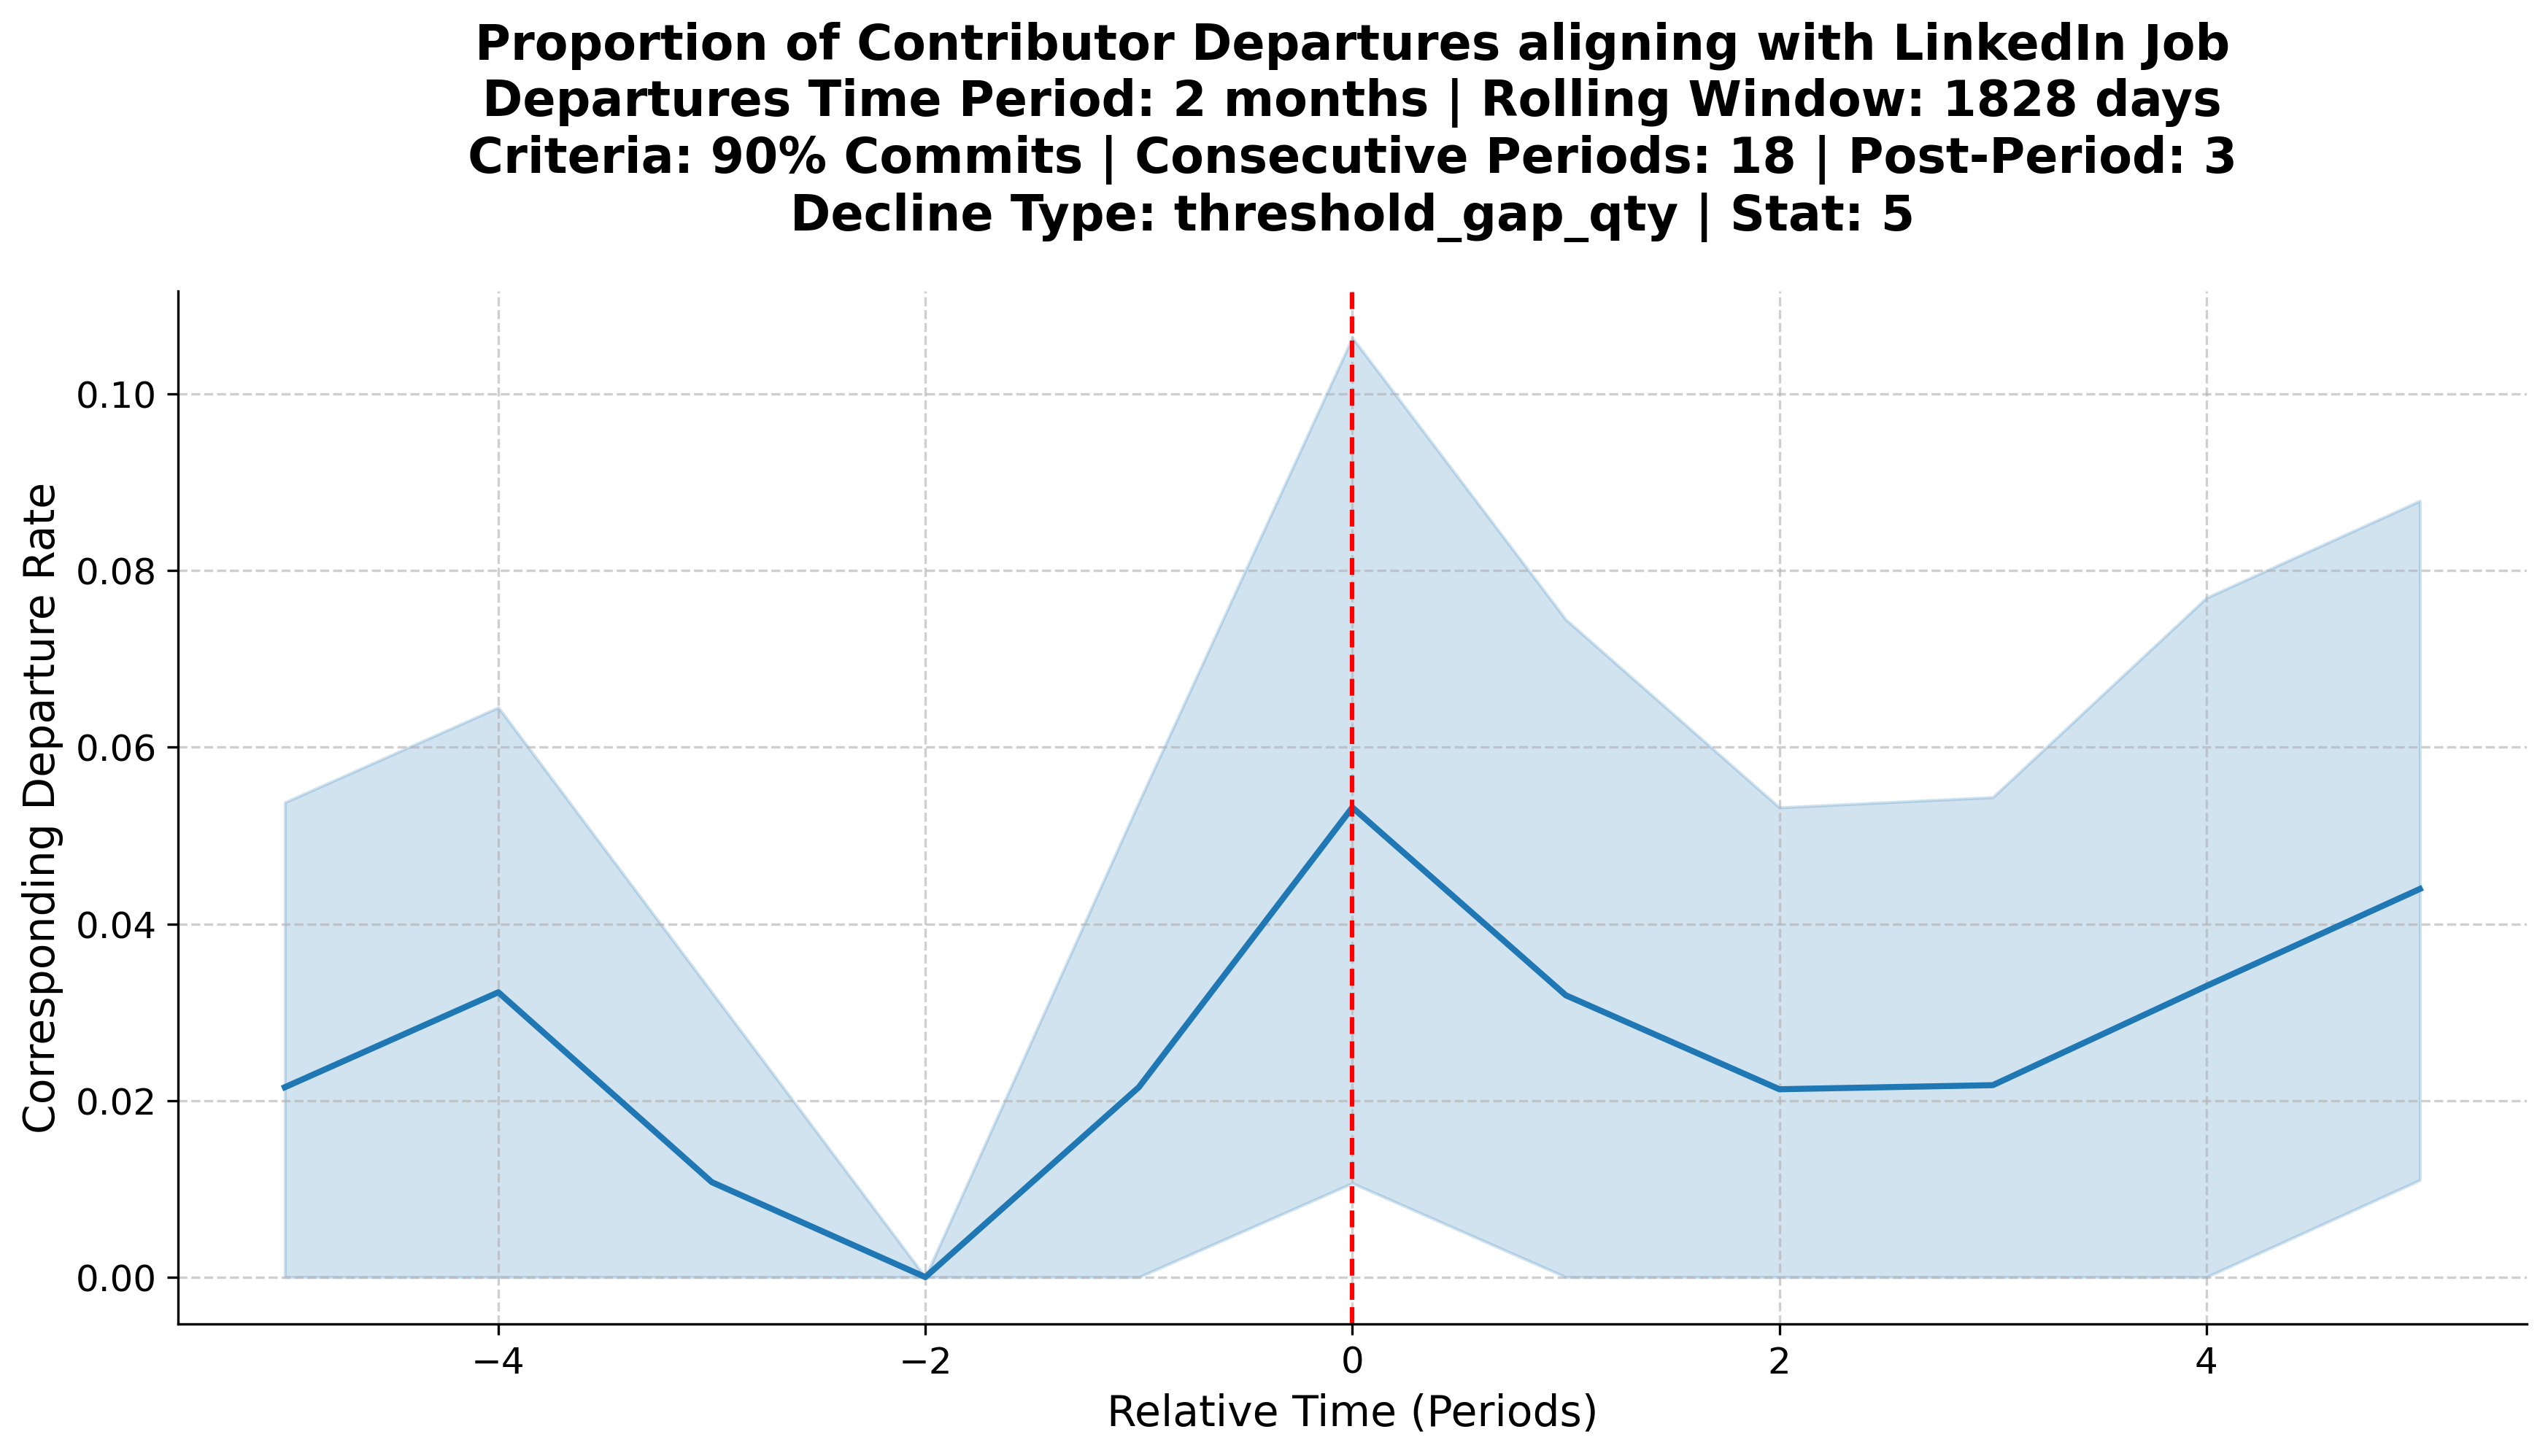 Proportion of Contributor Departures aligning with LinkedIn Job
Departures Time Period: 2 months | Rolling Window: 1828 days
Criteria: 90% Commits | Consecutive Periods: 18 | Post-Period: 3
Decline Type: threshold_gap_qty | Stat: 5
Corresponding Departure Rate
0.10
0.08
0.06
0.04
0.02
0.00
−4
−2
0
2
4
Relative Time (Periods)